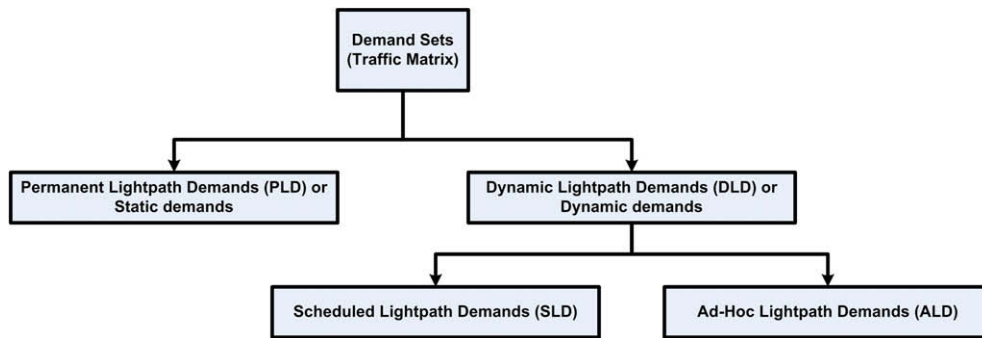 Demand Sets
(Traffic Matrix)
Permanent Lightpath Demands (PLD) or
Static demands
Dynamic Lightpath Demands (DLD) or
Dynamic demands
Scheduled Lightpath Demands (SLD)
Ad-Hoc Lightpath Demands (ALD)